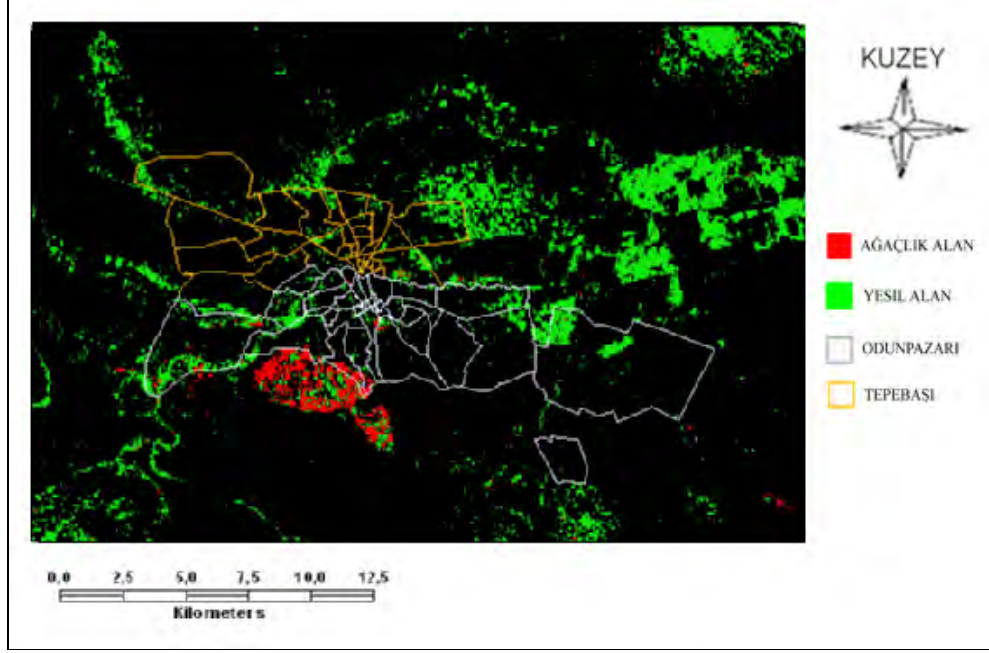 KUZEY
AĞAÇLIK ALAN
YESIL ALAN
ODUNPAZARI
TEPEBAŞI
0,0 2,5 5,0 7,5 10,0 12,5
Kilometers